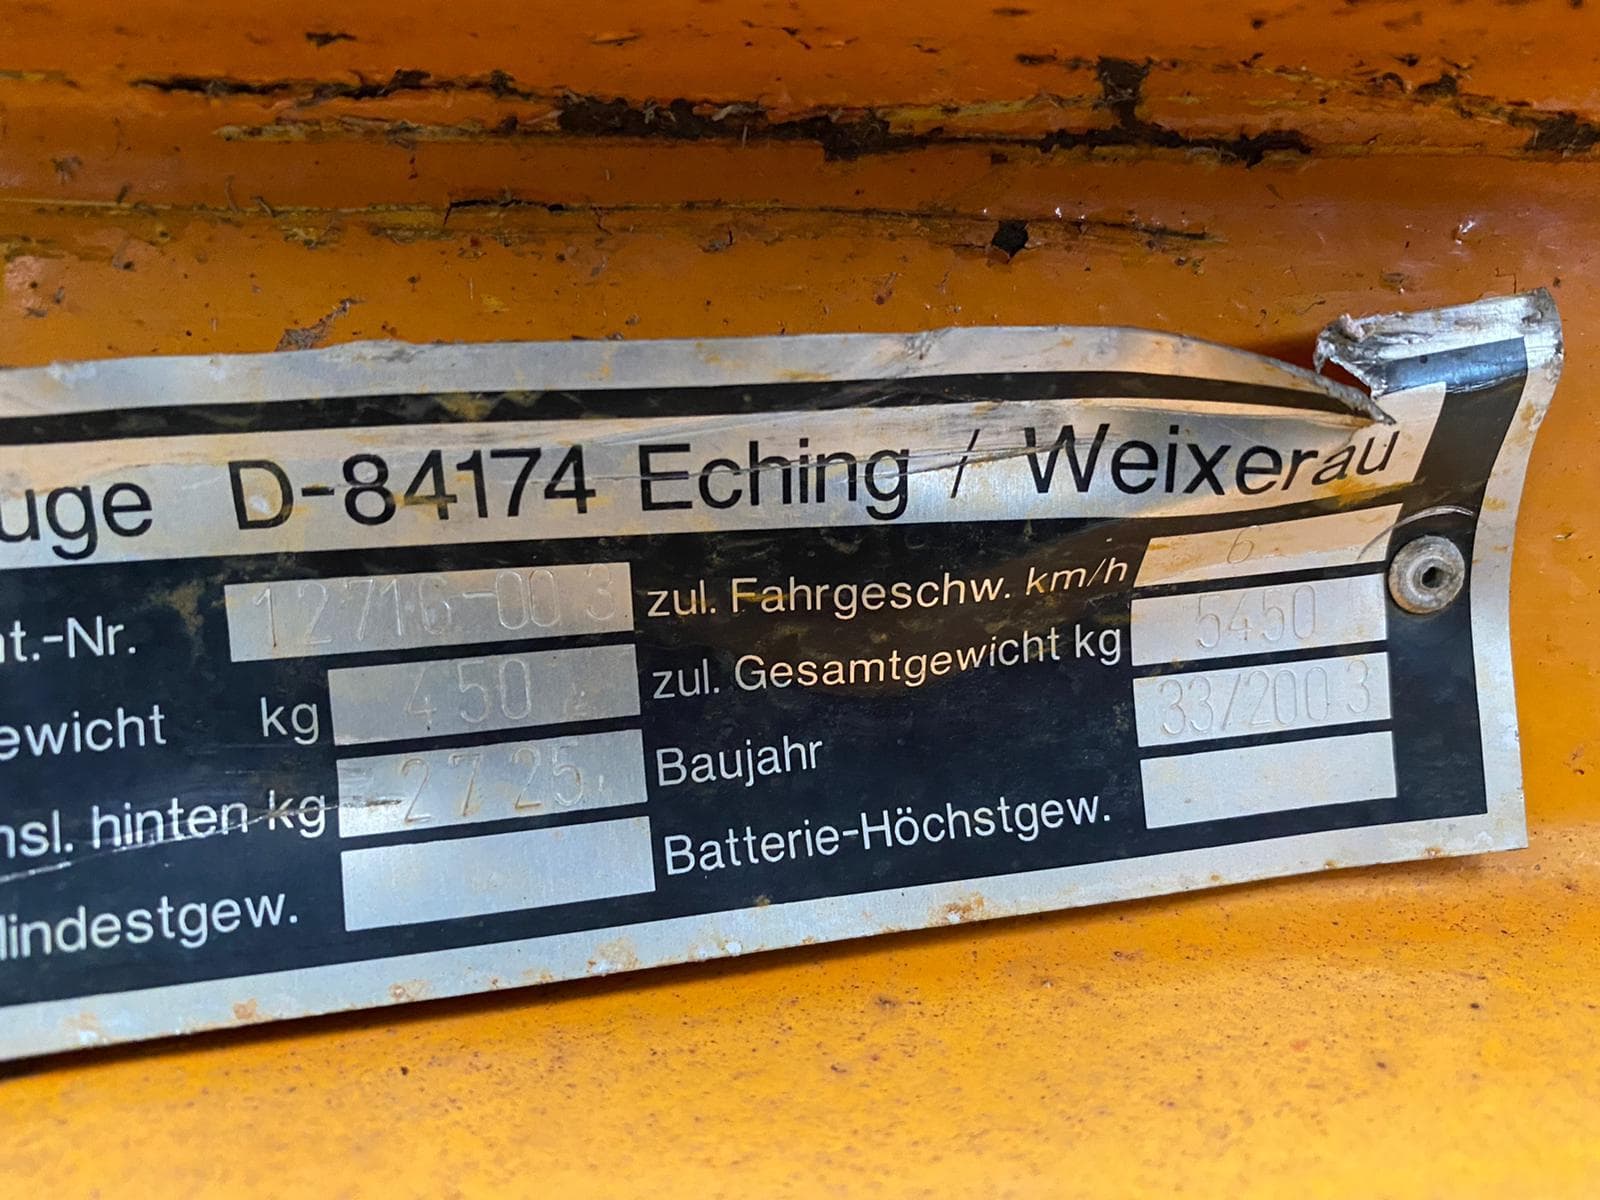 uge D-84174 Eching / Weixerau
nt.-Nr. 12716-003 zul. Fahrgeschw. km/h 6
ewicht kg 450 zul. Gesamtgewicht kg 5450
nsl. hinten kg 2725 Baujahr 33/2003
lindestgew. Batterie-Höchstgew.